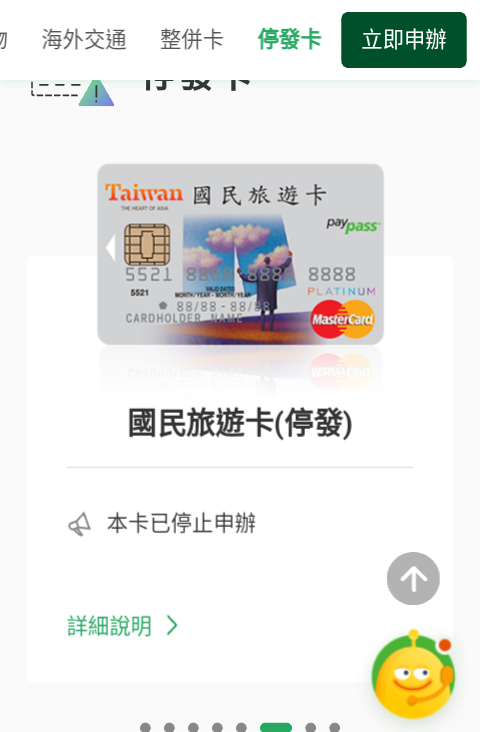 物 海外交通 整併卡 停發卡 立即申辦
停發卡
Taiwan 國民旅遊卡
THE HEART OF ASIA
paypass
5521 8888 8888 8888
5521
VALID DATES
MONTH/YEAR - MONTH/YEAR
PLATINUM
88/88 - 88/88
CARDHOLDER NAME
MasterCard
國民旅遊卡(停發)
本卡已停止申辦
詳細說明